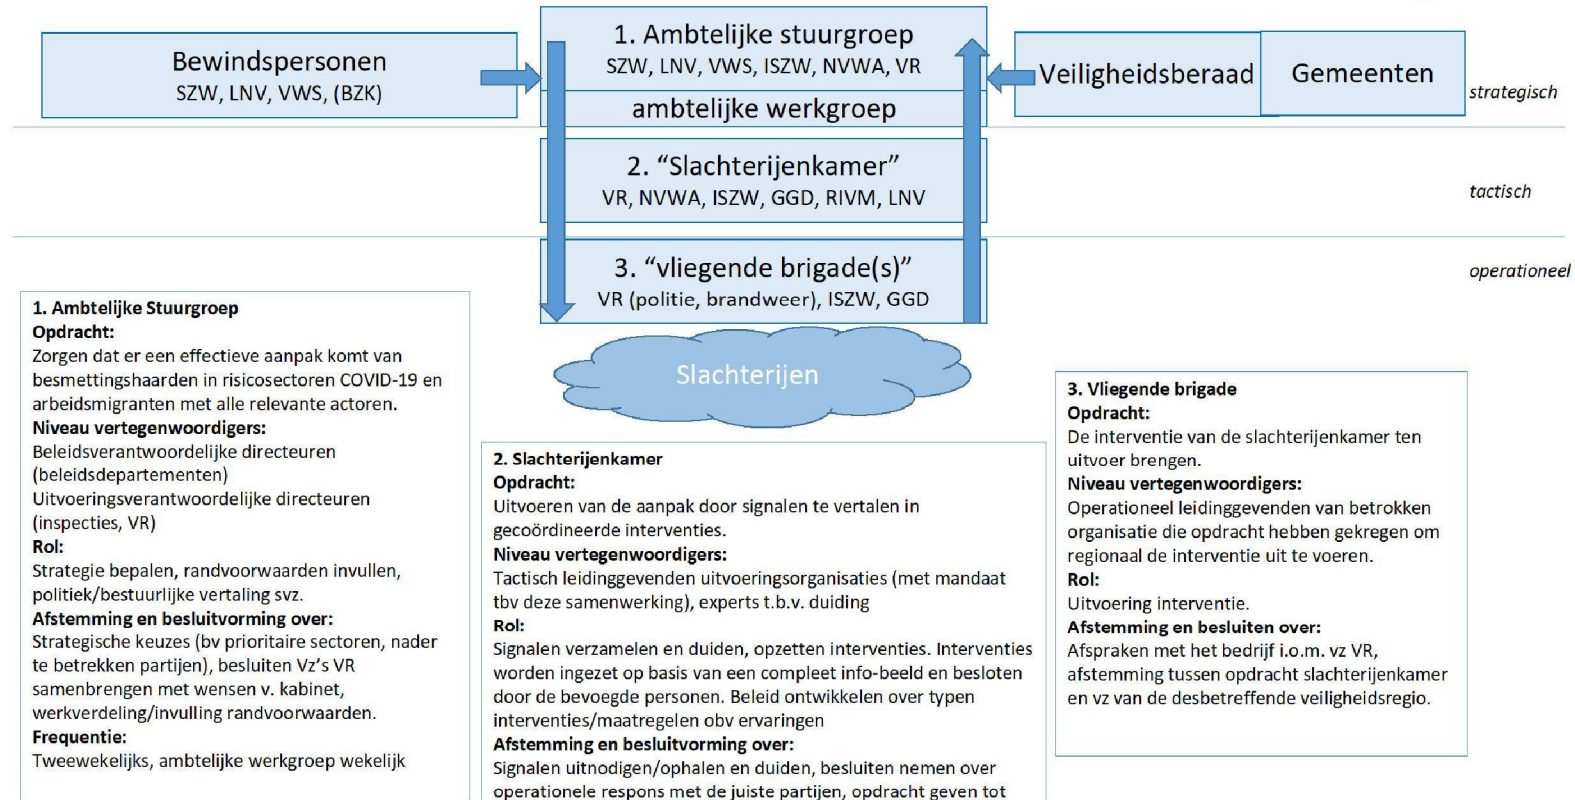 1. Ambtelijke stuurgroep
SZW, LNV, VWS, ISZW, NVWA, VR
ambtelijke werkgroep
Bewindspersonen
SZW, LNV, VWS, (BZK)
Veiligheidsberaad
Gemeenten
strategisch
2. “Slachterijenkamer”
VR, NVWA, ISZW, GGD, RIVM, LNV
tactisch
3. “vliegende brigade(s)”
VR (politie, brandweer), ISZW, GGD
operationeel
Slachterijen
1. Ambtelijke Stuurgroep
Opdracht:
Zorgen dat er een effectieve aanpak komt van
besmettingshaarden in risicosectoren COVID-19 en
arbeidsmigranten met alle relevante actoren.
Niveau vertegenwoordigers:
Beleidsverantwoordelijke directeuren
(beleidsdepartementen)
Uitvoeringsverantwoordelijke directeuren
(inspecties, VR)
Rol:
Strategie bepalen, randvoorwaarden invullen,
politiek/bestuurlijke vertaling svz.
Afstemming en besluitvorming over:
Strategische keuzes (bv prioritaire sectoren, nader
te betrekken partijen), besluiten Vz’s VR
samenbrengen met wensen v. kabinet,
werkverdeling/invulling randvoorwaarden.
Frequentie:
Tweewekelijks, ambtelijke werkgroep wekelijk
2. Slachterijenkamer
Opdracht:
Uitvoeren van de aanpak door signalen te vertalen in
gecoördineerde interventies.
Niveau vertegenwoordigers:
Tactisch leidinggevenden uitvoeringsorganisaties (met mandaat
tbv deze samenwerking), experts t.b.v. duiding
Rol:
Signalen verzamelen en duiden, opzetten interventies. Interventies
worden ingezet op basis van een compleet info-beeld en besloten
door de bevoegde personen. Beleid ontwikkelen over typen
interventies/maatregelen obv ervaringen
Afstemming en besluitvorming over:
Signalen uitnodigen/ophalen en duiden, besluiten nemen over
operationele respons met de juiste partijen, opdracht geven tot
3. Vliegende brigade
Opdracht:
De interventie van de slachterijenkamer ten
uitvoer brengen.
Niveau vertegenwoordigers:
Operationeel leidinggevenden van betrokken
organisatie die opdracht hebben gekregen om
regionaal de interventie uit te voeren.
Rol:
Uitvoering interventie.
Afstemming en besluiten over:
Afspraken met het bedrijf i.o.m. vz VR,
afstemming tussen opdracht slachterijenkamer
en vz van de desbetreffende veiligheidsregio.